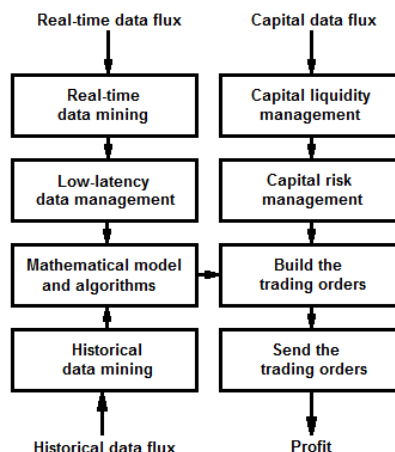 Real-time data flux
Capital data flux
Real-time
data mining
Capital liquidity
management
Low-latency
data management
Capital risk
management
Mathematical model
and algorithms
Build the
trading orders
Historical
data mining
Send the
trading orders
Historical data flux
Profit